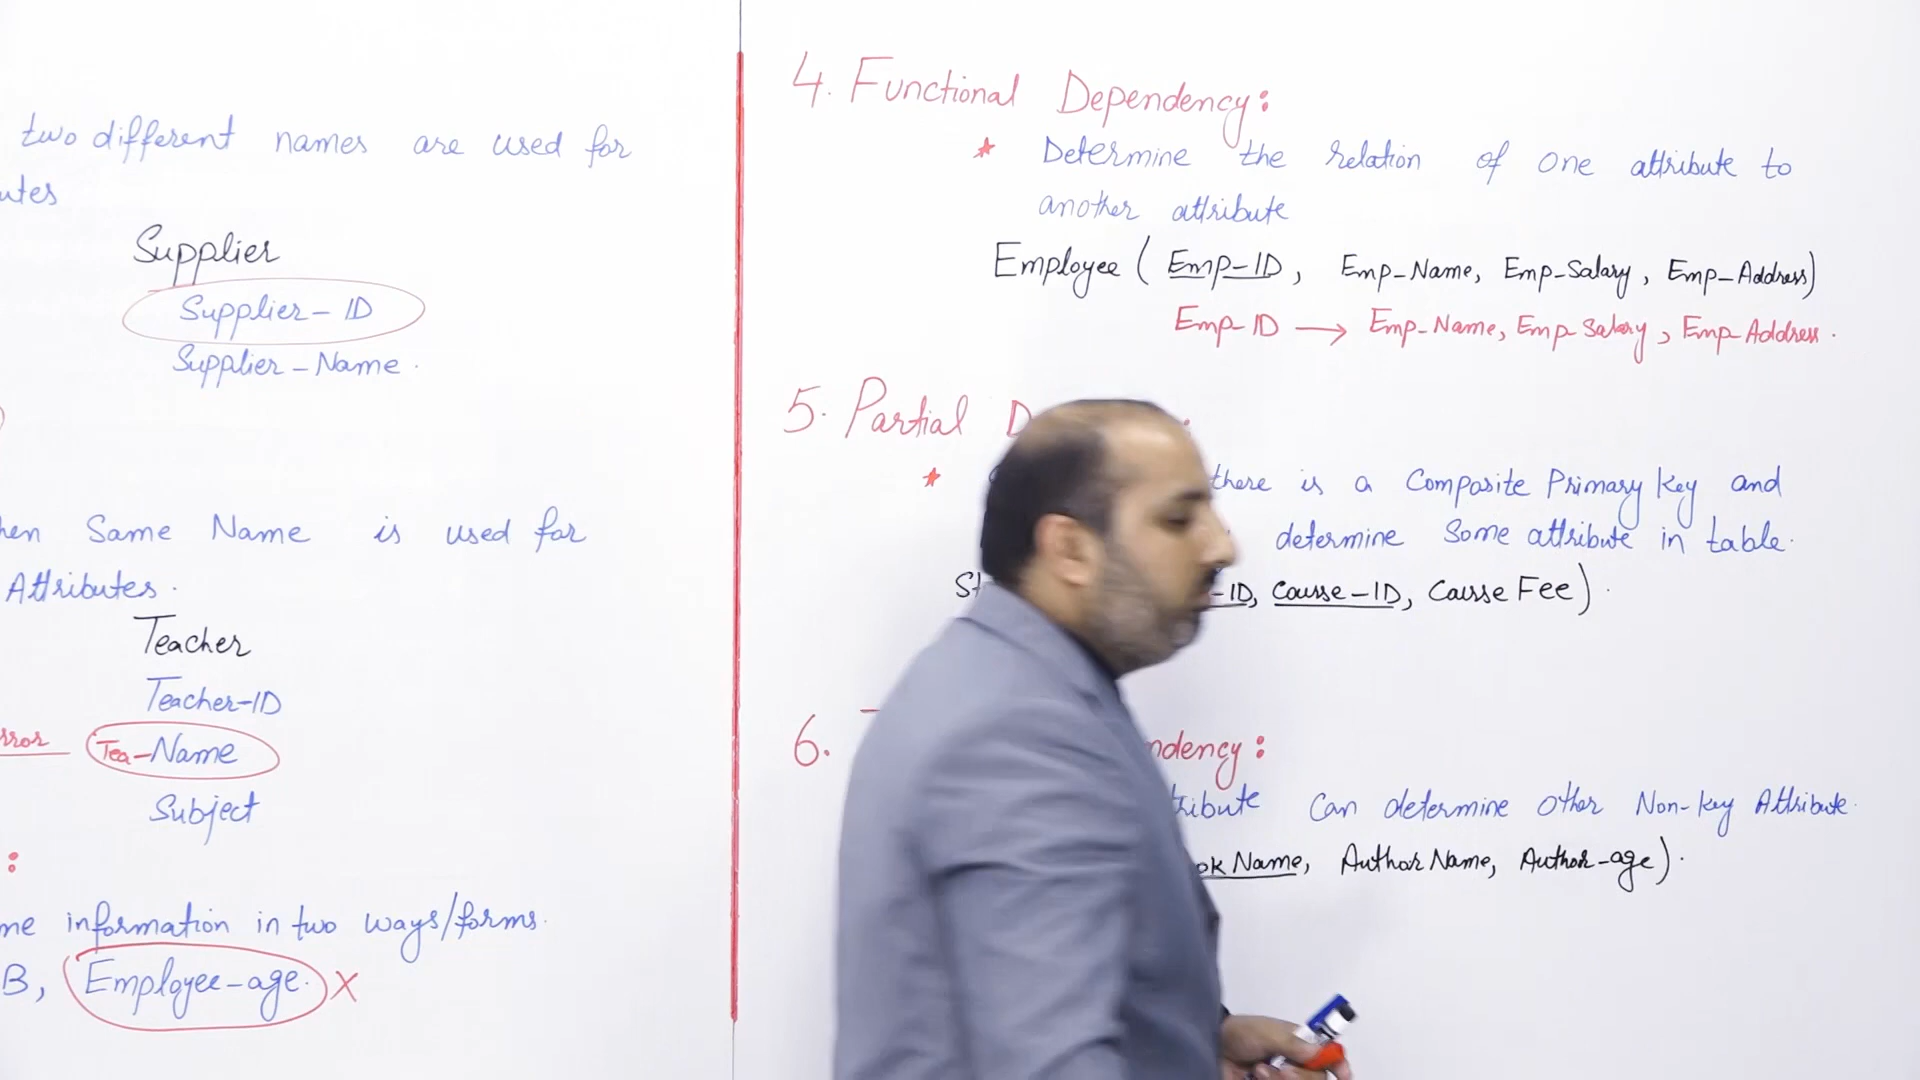 two different names are used for
utes
Supplier
Supplier-ID
Supplier-Name.
hen Same Name is used for
Attributes.
Teacher
Teacher-ID
rror Tea-Name
Subject
:
me information in two ways/forms.
B, Employee-age. X
4. Functional Dependency:
* Determine the relation of one attribute to
another attribute
Employee ( Emp-ID, Emp-Name, Emp-Salary, Emp-Address)
Emp-ID → Emp-Name, Emp-Salary, Emp-Address.
5. Partial D :
* there is a Composite Primary Key and
determine Some attribute in table.
St -ID, Course-ID, Course Fee).
6. ndency:
tribute Can determine other Non-key Attribute.
ok Name, Author Name, Author-age).